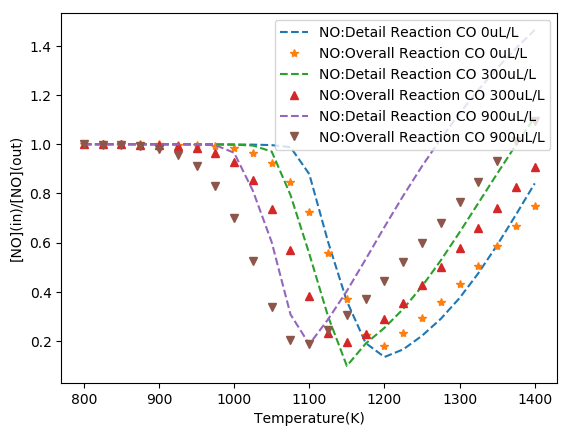 NO:Detail Reaction CO 0uL/L
NO:Overall Reaction CO 0uL/L
NO:Detail Reaction CO 300uL/L
NO:Overall Reaction CO 300uL/L
NO:Detail Reaction CO 900uL/L
NO:Overall Reaction CO 900uL/L
1.4
1.2
1.0
0.8
0.6
0.4
0.2
[NO](in)/[NO](out)
800 900 1000 1100 1200 1300 1400
Temperature(K)